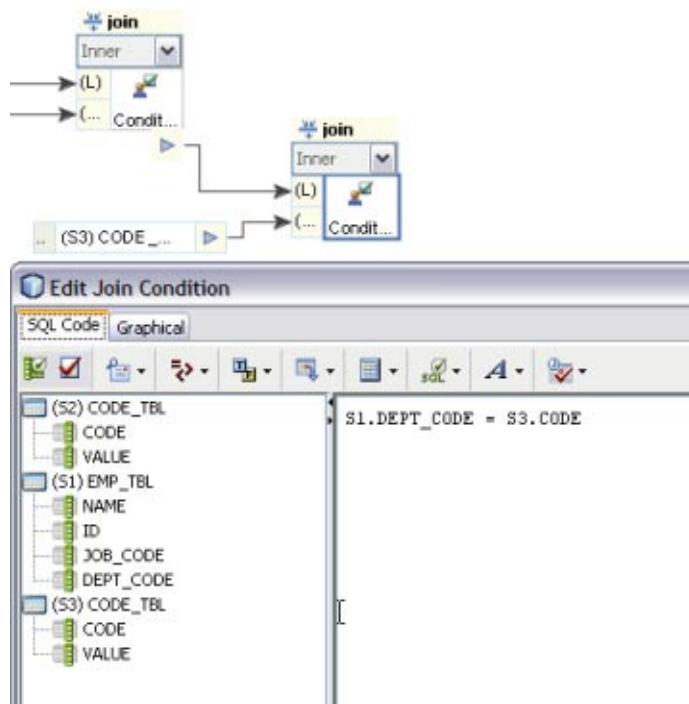 join
Inner
(L)
(...
Condit...
join
Inner
(L)
(...
Condit...
.. (S3) CODE_...
Edit Join Condition
SQL Code Graphical
SQL A
(S2) CODE_TBL
CODE
VALUE
(S1) EMP_TBL
NAME
ID
JOB_CODE
DEPT_CODE
(S3) CODE_TBL
CODE
VALUE
S1.DEPT_CODE = S3.CODE